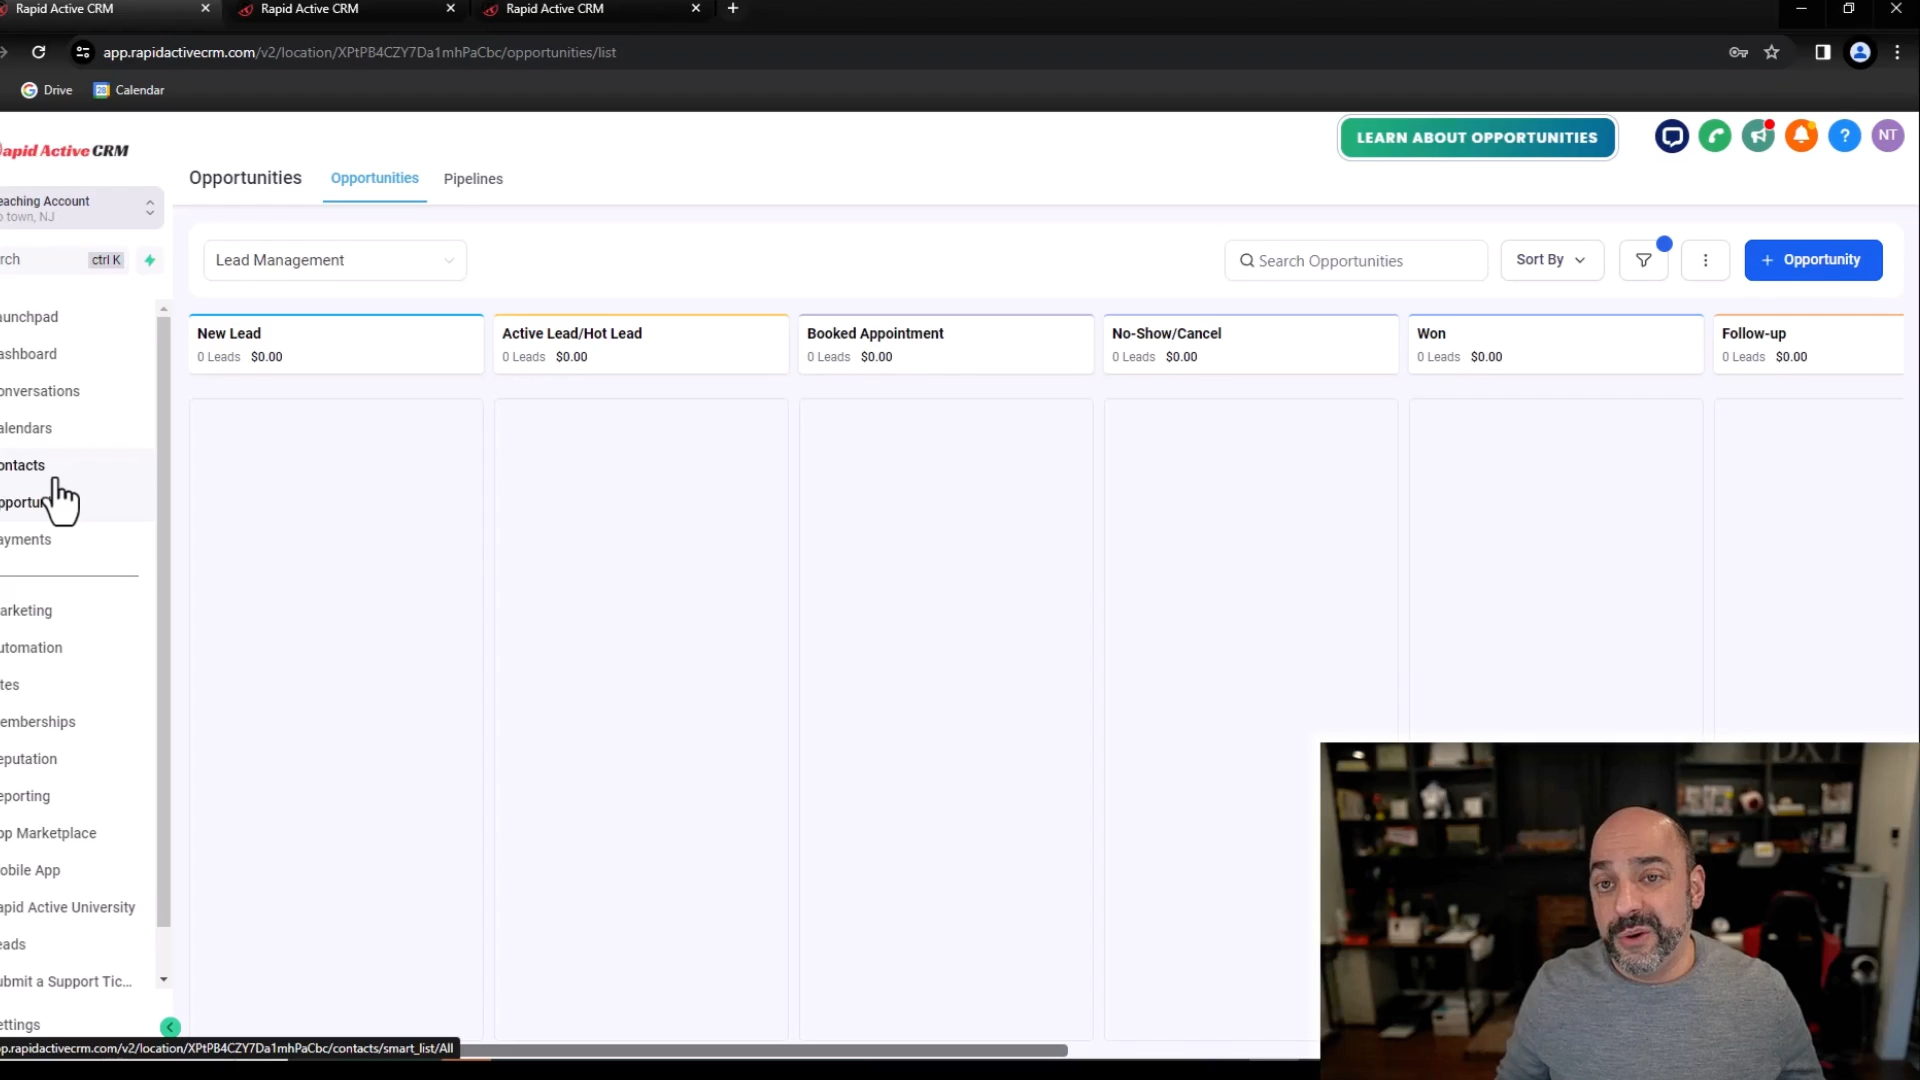 Rapid Active CRM
Rapid Active CRM
Rapid Active CRM
app.rapidactivecrm.com/v2/location/XPtPB4CZY7Da1mhPaCbc/opportunities/list
Drive
Calendar
apid Active CRM
LEARN ABOUT OPPORTUNITIES
?
NT
Opportunities
Opportunities
Pipelines
eaching Account
o town, NJ
rch
ctrl K
Lead Management
Search Opportunities
Sort By
+ Opportunity
New Lead
0 Leads $0.00
Active Lead/Hot Lead
0 Leads $0.00
Booked Appointment
0 Leads $0.00
No-Show/Cancel
0 Leads $0.00
Won
0 Leads $0.00
Follow-up
0 Leads $0.00
aunchpad
ashboard
onversations
alendars
ontacts
pportu
ayments
arketing
utomation
tes
emberships
eputation
eporting
pp Marketplace
obile App
apid Active University
eads
ubmit a Support Tic...
ettings
p.rapidactivecrm.com/v2/location/XPtPB4CZY7Da1mhPaCbc/contacts/smart_list/All